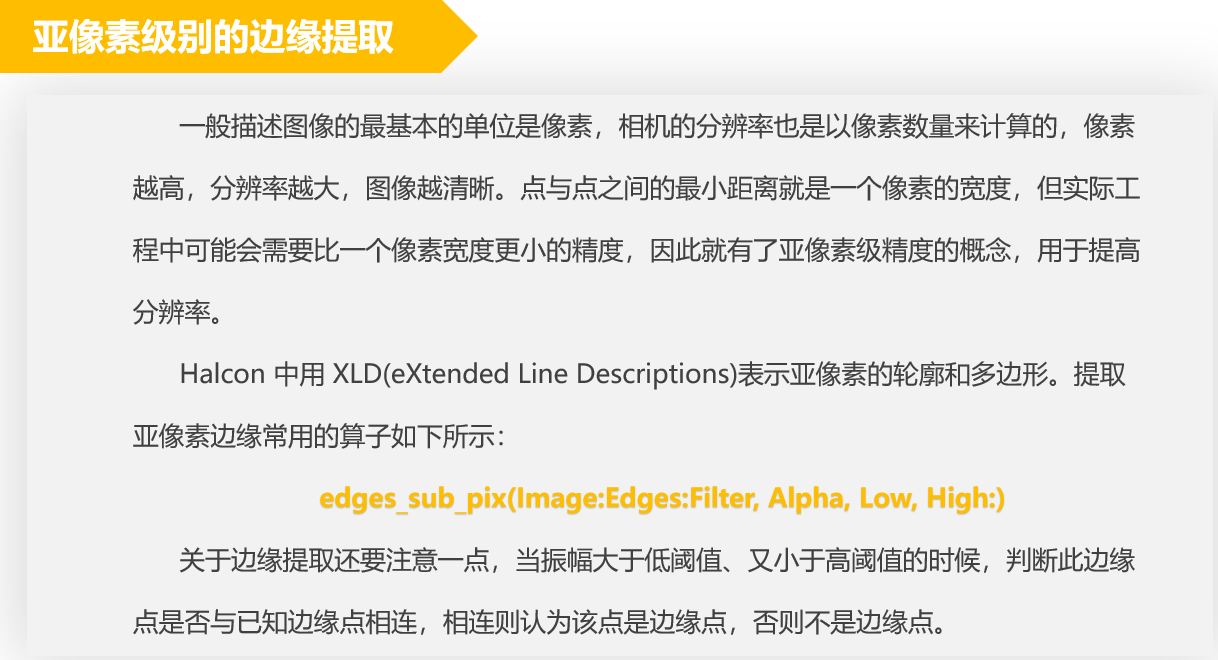 亚像素级别的边缘提取
一般描述图像的最基本的单位是像素，相机的分辨率也是以像素数量来计算的，像素
越高，分辨率越大，图像越清晰。点与点之间的最小距离就是一个像素的宽度，但实际工
程中可能会需要比一个像素宽度更小的精度，因此就有了亚像素级精度的概念，用于提高
分辨率。
Halcon 中用 XLD(eXtended Line Descriptions)表示亚像素的轮廓和多边形。提取
亚像素边缘常用的算子如下所示：
edges_sub_pix(Image:Edges:Filter, Alpha, Low, High:)
关于边缘提取还要注意一点，当振幅大于低阈值、又小于高阈值的时候，判断此边缘
点是否与已知边缘点相连，相连则认为该点是边缘点，否则不是边缘点。